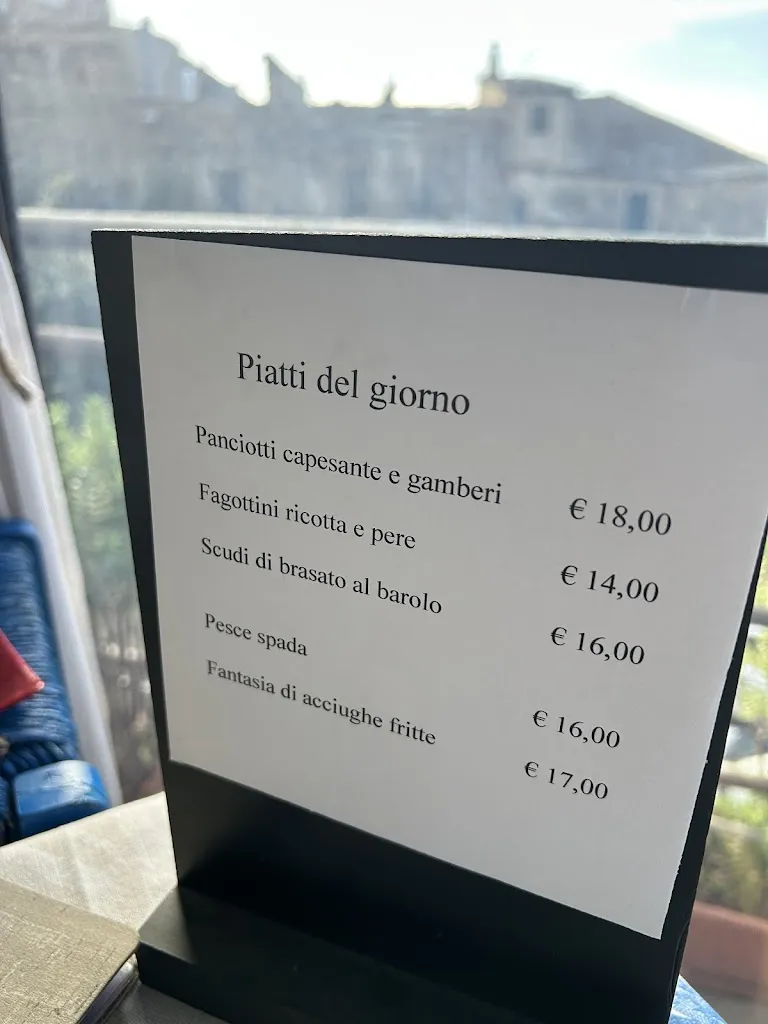 Piatti del giorno
Panciotti capesante e gamberi € 18,00
Fagottini ricotta e pere € 14,00
Scudi di brasato al barolo € 16,00
Pesce spada € 16,00
Fantasia di acciughe fritte € 17,00